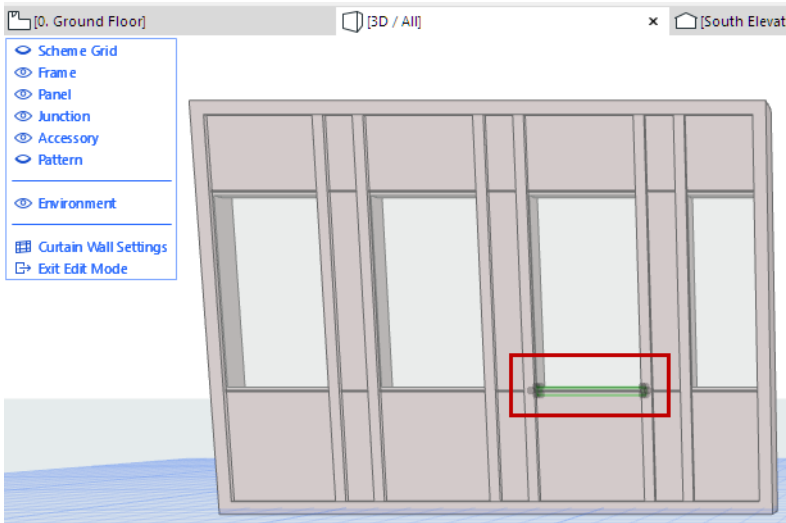 [0. Ground Floor]
[3D / All]
[South Elevat
Scheme Grid
Frame
Panel
Junction
Accessory
Pattern
Environment
Curtain Wall Settings
Exit Edit Mode